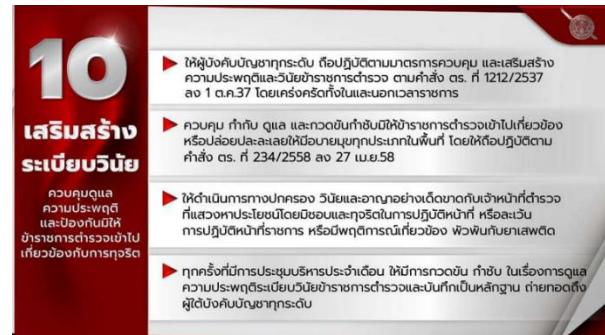 10
เสริมสร้าง
ระเบียบวินัย
ควบคุมดูแล
ความประพฤติ
และป้องกันมิให้
ข้าราชการตำรวจเข้าไป
เกี่ยวข้องกับการทุจริต
ให้ผู้บังคับบัญชาทุกระดับ ถือปฏิบัติตามมาตรการควบคุม และเสริมสร้าง
ความประพฤติและวินัยข้าราชการตำรวจ ตามคำสั่ง ตร. ที่ 1212/2537
ลง 1 ต.ค.37 โดยเคร่งครัดทั้งในและนอกเวลาราชการ
ควบคุม กำกับ ดูแล และกวดขันกำชับมิให้ข้าราชการตำรวจเข้าไปเกี่ยวข้อง
หรือปล่อยปละละเลยให้มีอบายมุขทุกประเภทในพื้นที่ โดยให้ถือปฏิบัติตาม
คำสั่ง ตร. ที่ 234/2558 ลง 27 เม.ย.58
ให้ดำเนินการทางปกครอง วินัยและอาญาอย่างเด็ดขาดกับเจ้าหน้าที่ตำรวจ
ที่แสวงหาประโยชน์โดยมิชอบและทุจริตในการปฏิบัติหน้าที่ หรือละเว้น
การปฏิบัติหน้าที่ราชการ หรือมีพฤติการณ์เกี่ยวข้อง พัวพันกับยาเสพติด
ทุกครั้งที่มีการประชุมบริหารประจำเดือน ให้มีการกวดขัน กำชับ ในเรื่องการดูแล
ความประพฤติระเบียบวินัยข้าราชการตำรวจและบันทึกเป็นหลักฐาน ถ่ายทอดถึง
ผู้ใต้บังคับบัญชาทุกระดับ